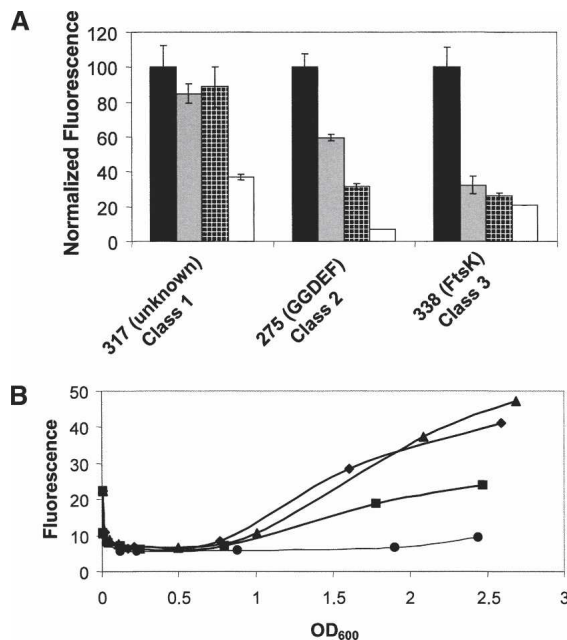 A
Normalized Fluorescence
120
100
80
60
40
20
0
317 (unknown)
Class 1
275 (GGDEF)
Class 2
338 (FtsK)
Class 3
B
Fluorescence
50
40
30
20
10
0
0
0.5
1
1.5
2
2.5
3
OD600